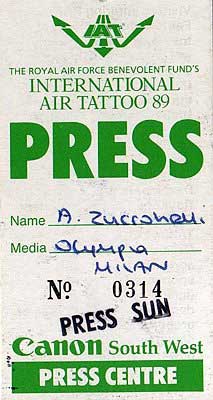 IAT
THE ROYAL AIR FORCE BENEVOLENT FUND'S
INTERNATIONAL
AIR TATTOO 89
PRESS
Name A.
Media Olympia
MILAN
No 0314
PRESS SUN
Canon South West
PRESS CENTRE